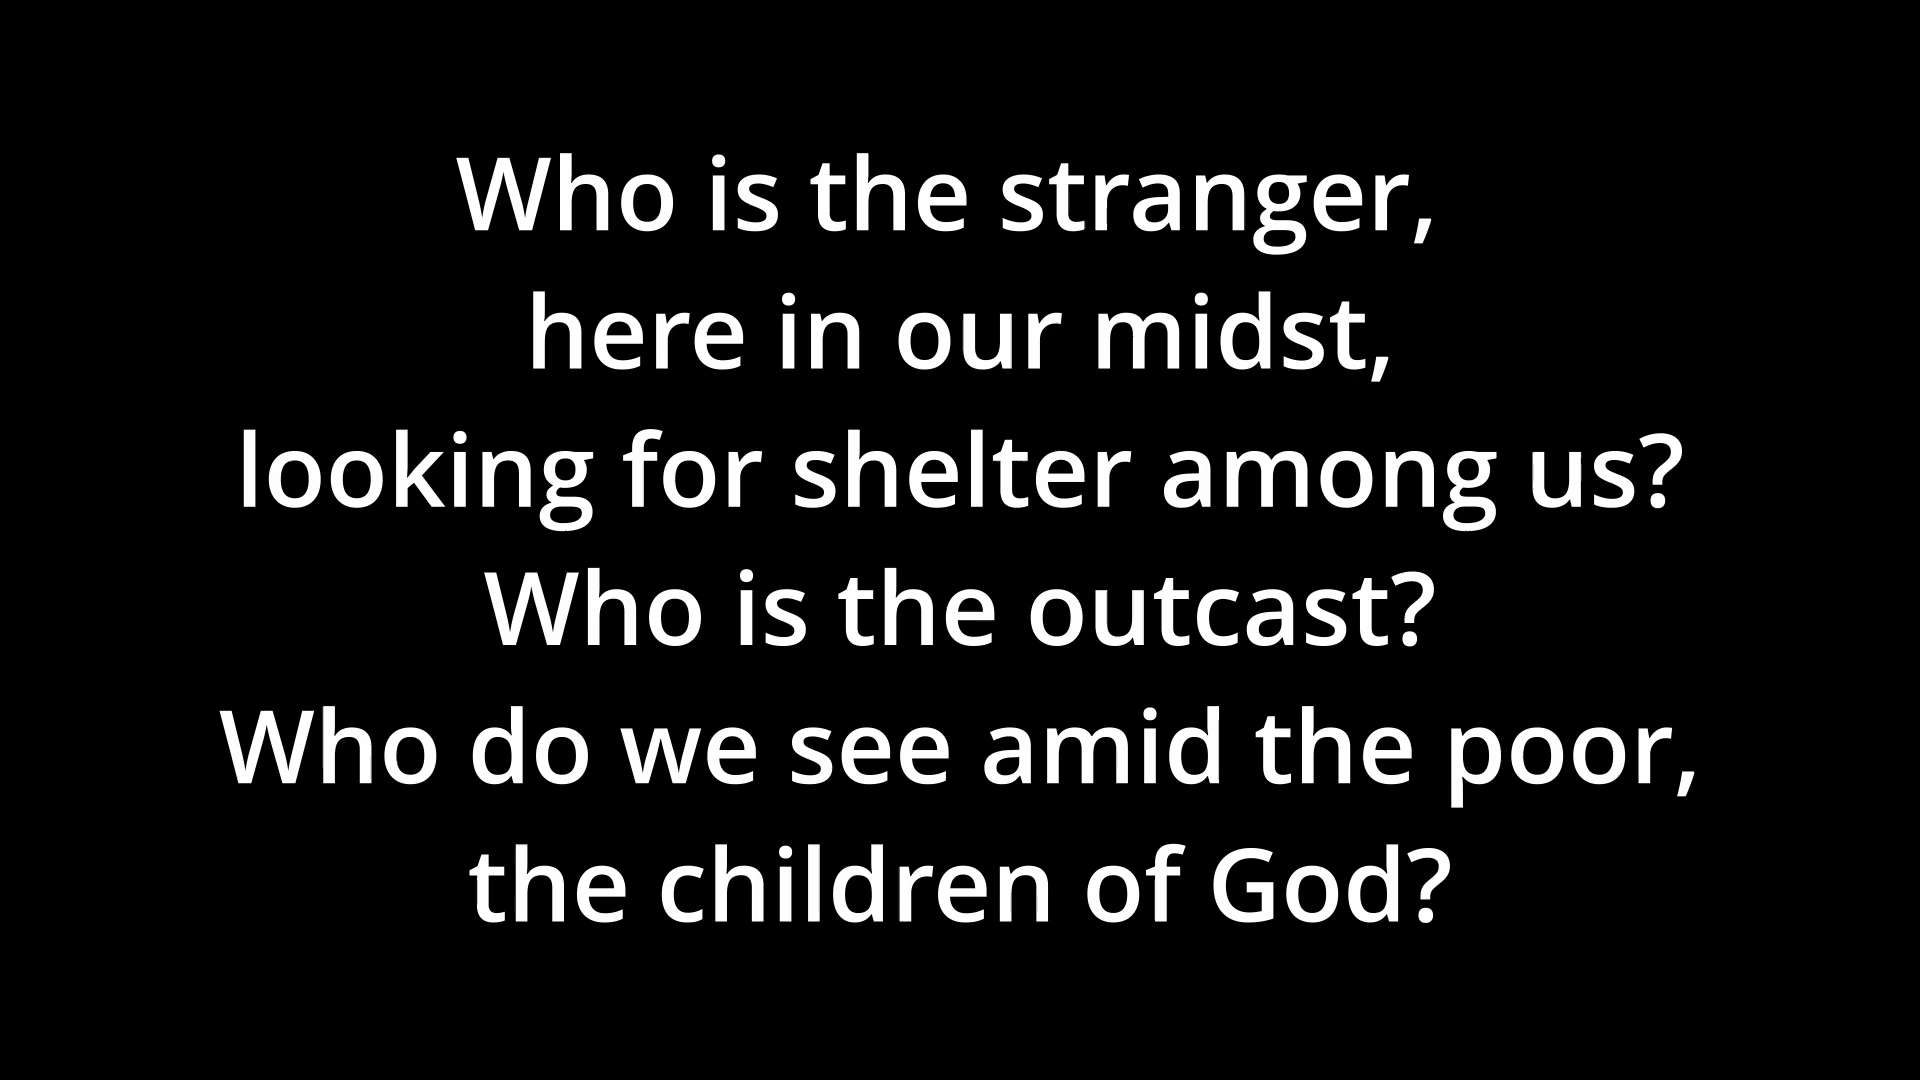 Who is the stranger,
here in our midst,
looking for shelter among us?
Who is the outcast?
Who do we see amid the poor,
the children of God?